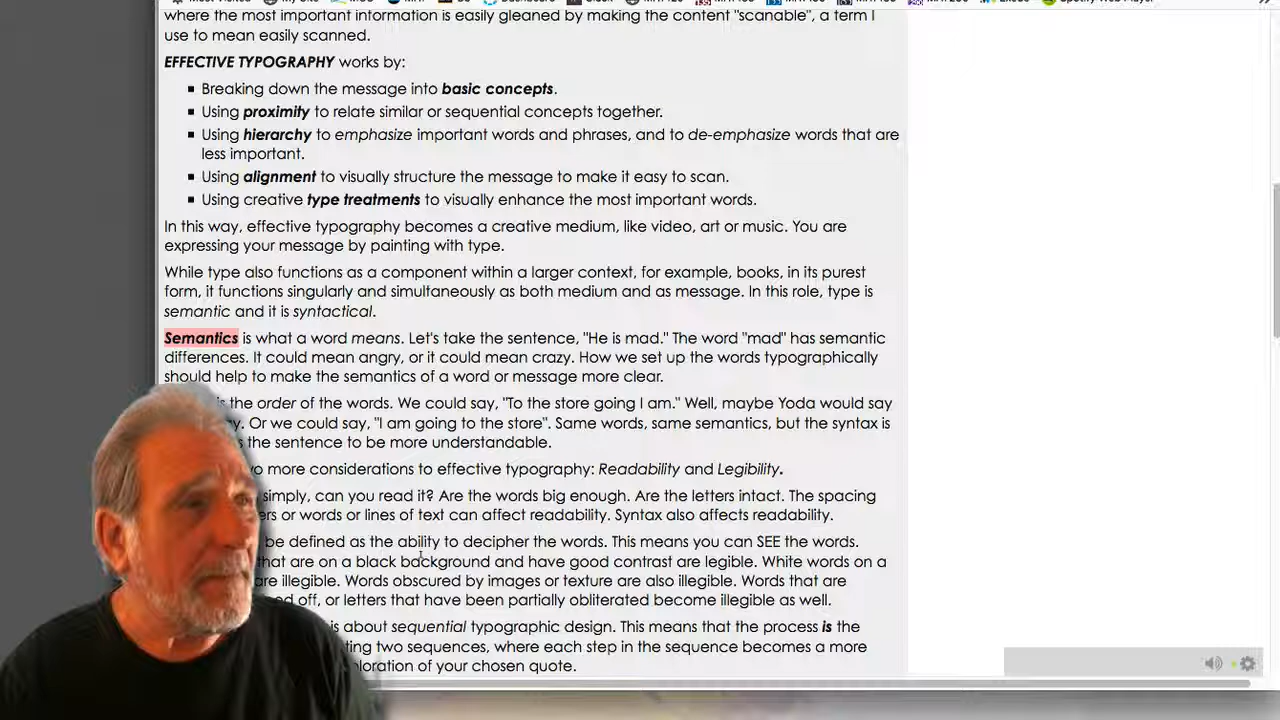 where the most important information is easily gleaned by making the content "scanable", a term I
use to mean easily scanned.
EFFECTIVE TYPOGRAPHY works by:
▪ Breaking down the message into basic concepts.
▪ Using proximity to relate similar or sequential concepts together.
▪ Using hierarchy to emphasize important words and phrases, and to de-emphasize words that are
less important.
▪ Using alignment to visually structure the message to make it easy to scan.
▪ Using creative type treatments to visually enhance the most important words.
In this way, effective typography becomes a creative medium, like video, art or music. You are
expressing your message by painting with type.
While type also functions as a component within a larger context, for example, books, in its purest
form, it functions singularly and simultaneously as both medium and as message. In this role, type is
semantic and it is syntactical.
Semantics is what a word means. Let's take the sentence, "He is mad." The word "mad" has semantic
differences. It could mean angry, or it could mean crazy. How we set up the words typographically
should help to make the semantics of a word or message more clear.
the order of the words. We could say, "To the store going I am." Well, maybe Yoda would say
Or we could say, "I am going to the store". Same words, same semantics, but the syntax is
the sentence to be more understandable.
more considerations to effective typography: Readability and Legibility.
simply, can you read it? Are the words big enough. Are the letters intact. The spacing
or words or lines of text can affect readability. Syntax also affects readability.
be defined as the ability to decipher the words. This means you can SEE the words.
that are on a black background and have good contrast are legible. White words on a
are illegible. Words obscured by images or texture are also illegible. Words that are
off, or letters that have been partially obliterated become illegible as well.
is about sequential typographic design. This means that the process is the
two sequences, where each step in the sequence becomes a more
of your chosen quote.